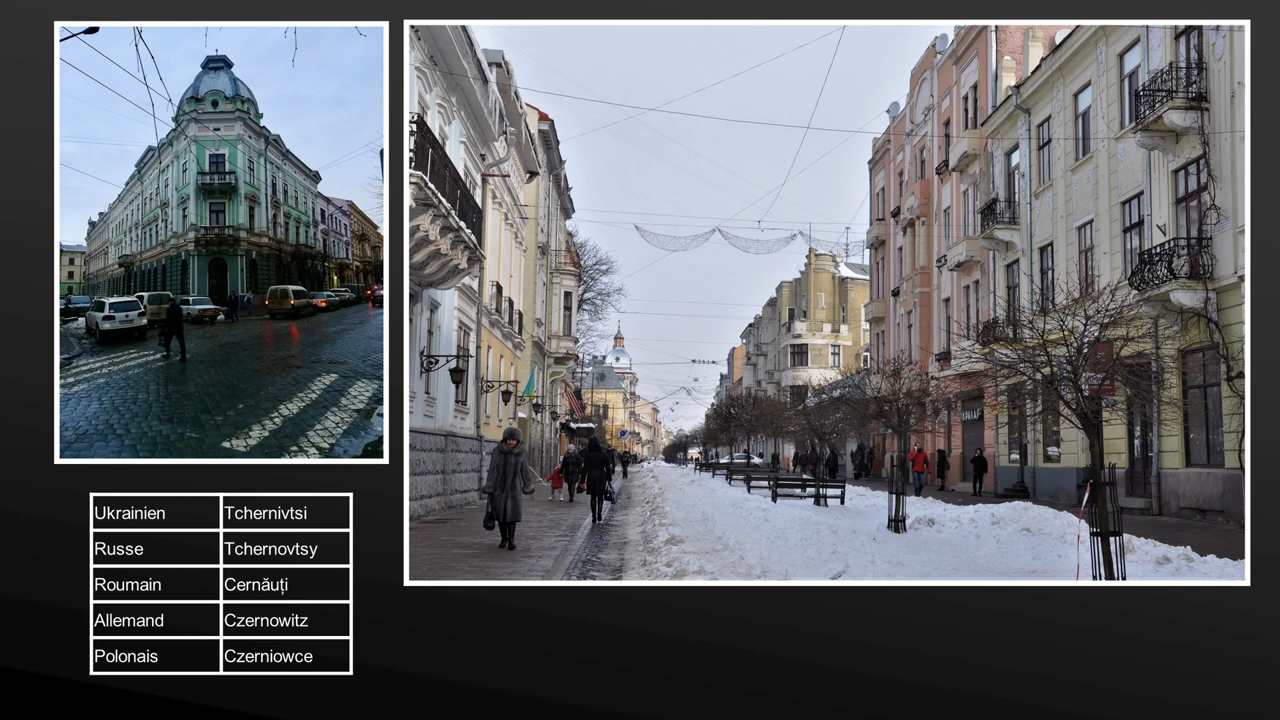 Ukrainien Tchernivtsi
Russe Tchernovtsy
Roumain Cernăuți
Allemand Czernowitz
Polonais Czerniowce